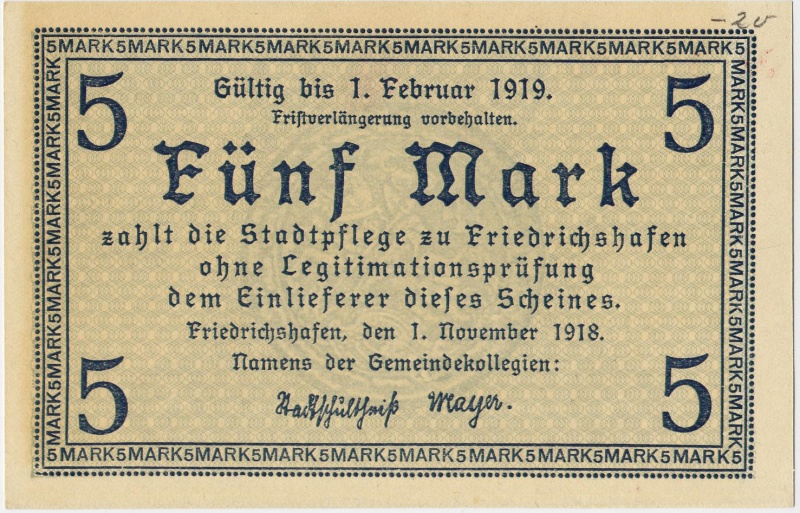 -20
5MARK5MARK5MARK5MARK5MARK5MARK5MARK5MARK5MARK5MARK5MARK5
5 5
Gültig bis 1. Februar 1919.
Friſtverlängerung vorbehalten.
Fünf Mark
zahlt die Stadtpflege zu Friedrichshafen
ohne Legitimationsprüfung
dem Einlieferer dieſes Scheines.
Friedrichshafen, den 1. November 1918.
Namens der Gemeindekollegien:
5 5
Stadtſchultheiß Mayer.
5MARK5MARK5MARK5MARK5MARK5MARK5MARK5MARK5MARK5MARK5MARK5